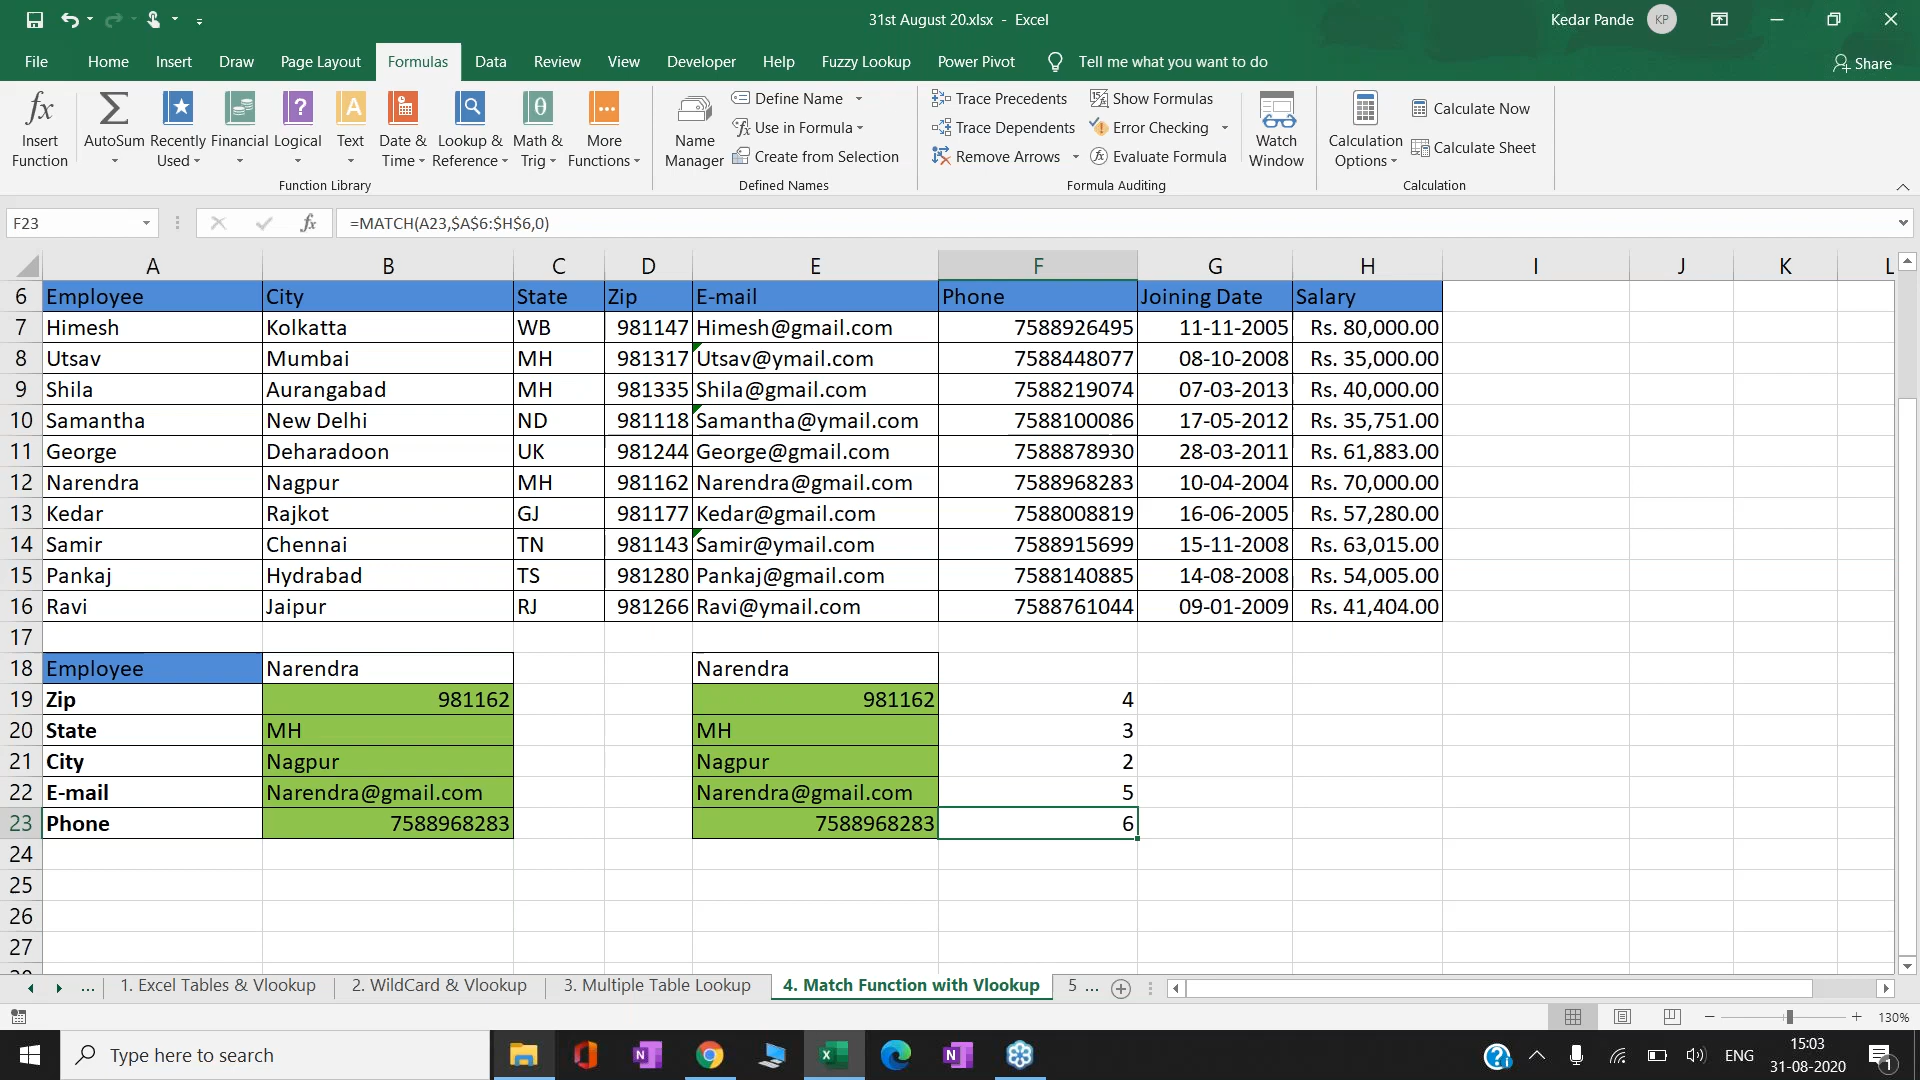 31st August 20.xlsx - Excel
Kedar Pande KP
File Home Insert Draw Page Layout Formulas Data Review View Developer Help Fuzzy Lookup Power Pivot Tell me what you want to do Share
Insert Function
AutoSum
Recently Used
Financial
Logical
Text
Date & Time
Lookup & Reference
Math & Trig
More Functions
Function Library
Name Manager
Define Name
Use in Formula
Create from Selection
Defined Names
Trace Precedents
Trace Dependents
Remove Arrows
Show Formulas
Error Checking
Evaluate Formula
Formula Auditing
Watch Window
Calculation Options
Calculate Now
Calculate Sheet
Calculation
F23 fx =MATCH(A23,$A$6:$H$6,0)
A B C D E F G H I J K L
6 Employee City State Zip E-mail Phone Joining Date Salary
7 Himesh Kolkatta WB 981147 Himesh@gmail.com 7588926495 11-11-2005 Rs. 80,000.00
8 Utsav Mumbai MH 981317 Utsav@ymail.com 7588448077 08-10-2008 Rs. 35,000.00
9 Shila Aurangabad MH 981335 Shila@gmail.com 7588219074 07-03-2013 Rs. 40,000.00
10 Samantha New Delhi ND 981118 Samantha@ymail.com 7588100086 17-05-2012 Rs. 35,751.00
11 George Deharadoon UK 981244 George@gmail.com 7588878930 28-03-2011 Rs. 61,883.00
12 Narendra Nagpur MH 981162 Narendra@gmail.com 7588968283 10-04-2004 Rs. 70,000.00
13 Kedar Rajkot GJ 981177 Kedar@gmail.com 7588008819 16-06-2005 Rs. 57,280.00
14 Samir Chennai TN 981143 Samir@ymail.com 7588915699 15-11-2008 Rs. 63,015.00
15 Pankaj Hydrabad TS 981280 Pankaj@gmail.com 7588140885 14-08-2008 Rs. 54,005.00
16 Ravi Jaipur RJ 981266 Ravi@ymail.com 7588761044 09-01-2009 Rs. 41,404.00
17
18 Employee Narendra Narendra
19 Zip 981162 981162 4
20 State MH MH 3
21 City Nagpur Nagpur 2
22 E-mail Narendra@gmail.com Narendra@gmail.com 5
23 Phone 7588968283 7588968283 6
24
25
26
27
... 1. Excel Tables & Vlookup 2. WildCard & Vlookup 3. Multiple Table Lookup 4. Match Function with Vlookup 5 ...
130%
Type here to search
ENG
15:03
31-08-2020
1